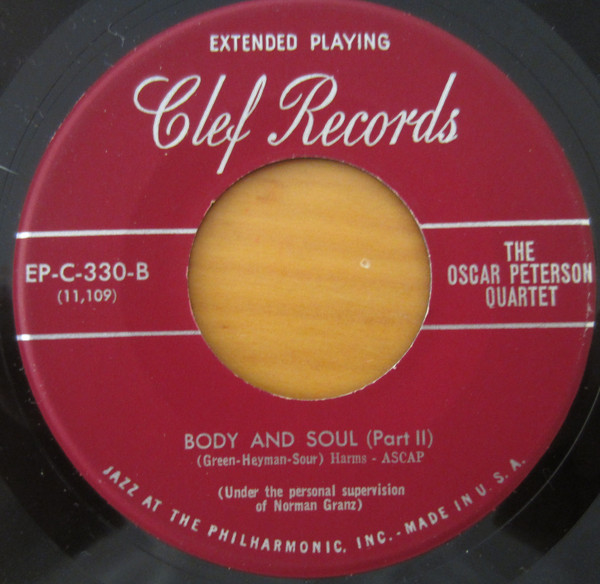 EXTENDED PLAYING
Clef Records
EP-C-330-B
(11,109)
THE
OSCAR PETERSON
QUARTET
BODY AND SOUL (Part II)
(Green-Heyman-Sour) Harms - ASCAP
(Under the personal supervision
of Norman Granz)
JAZZ AT THE PHILHARMONIC, INC.-MADE IN U.S.A.